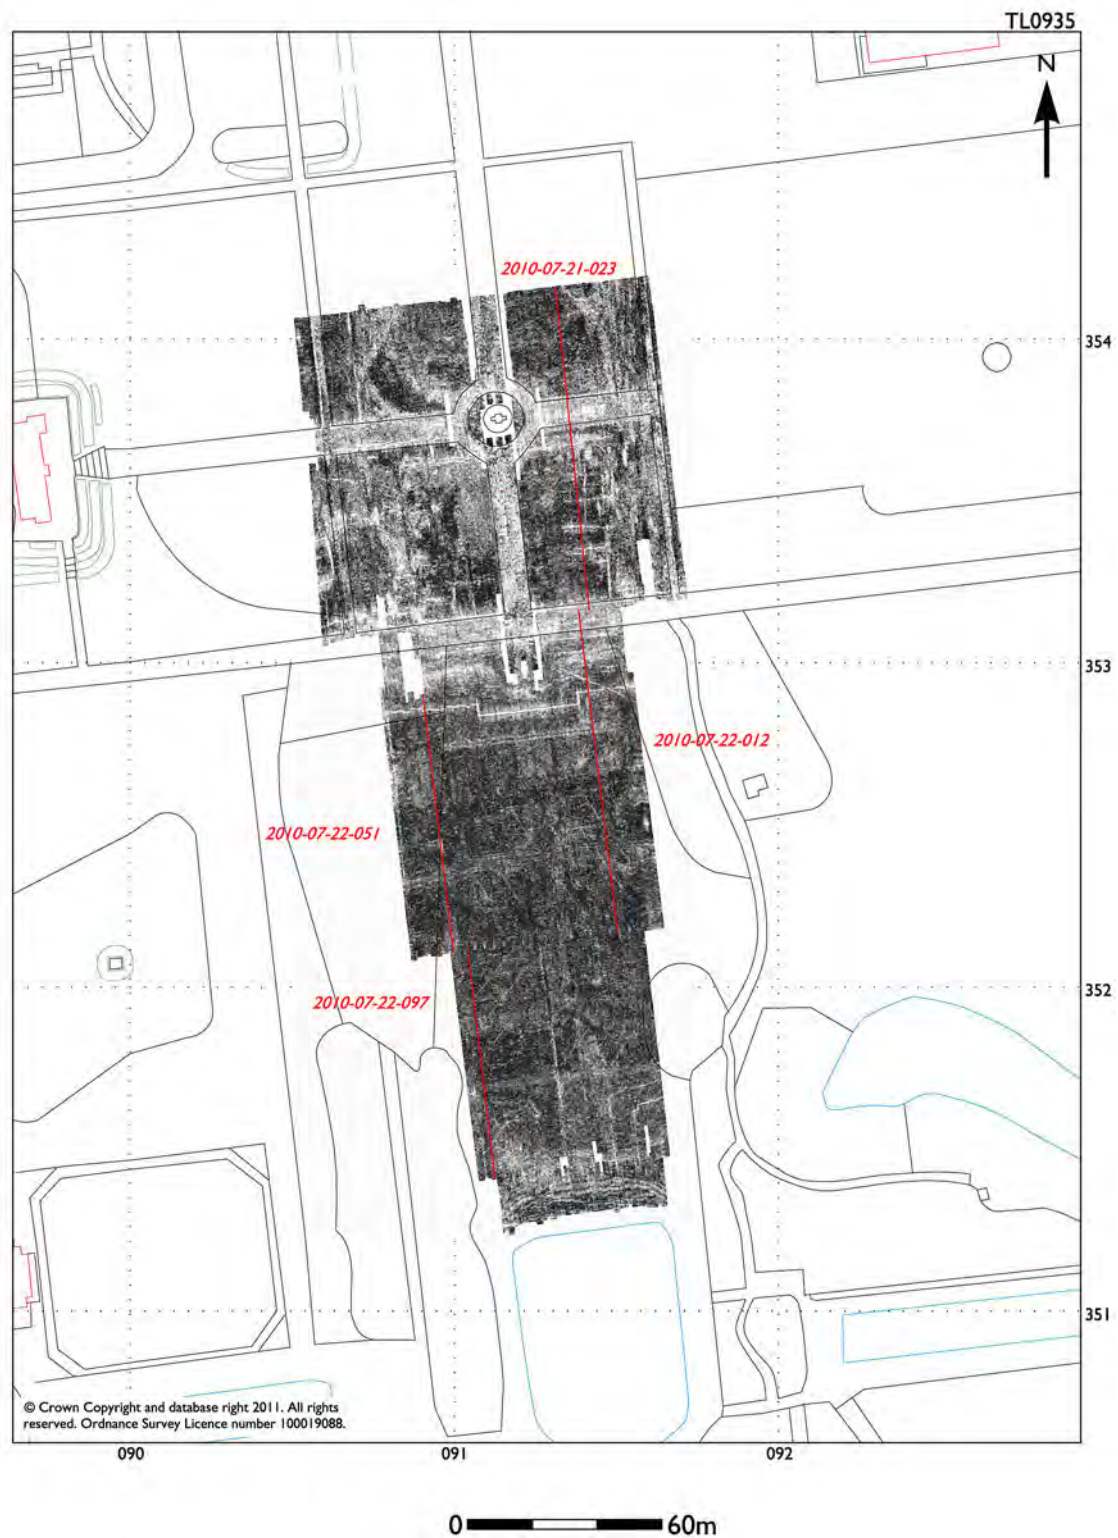 TL0935
N
2010-07-21-023
354
353
2010-07-22-012
2010-07-22-051
2010-07-22-097
352
351
© Crown Copyright and database right 2011. All rights
reserved. Ordnance Survey Licence number 100019088.
090
091
092
0
60m